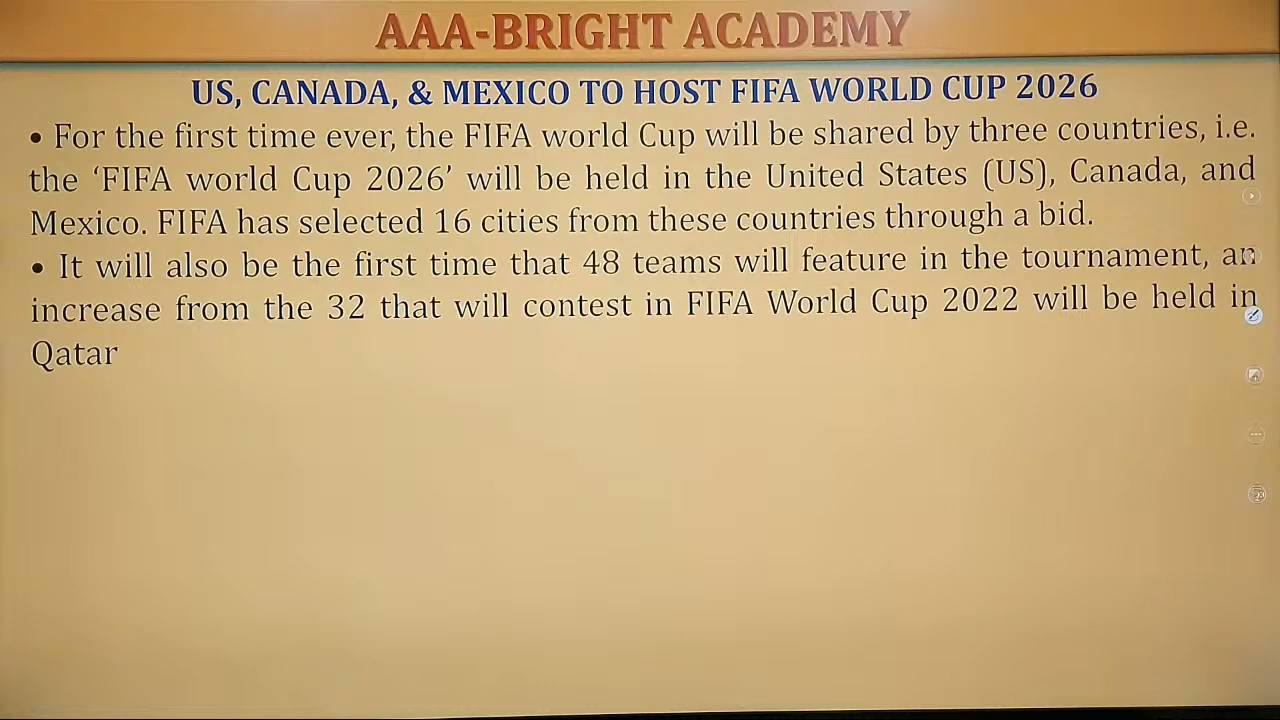 AAA-BRIGHT ACADEMY
US, CANADA, & MEXICO TO HOST FIFA WORLD CUP 2026
• For the first time ever, the FIFA world Cup will be shared by three countries, i.e.
the ‘FIFA world Cup 2026’ will be held in the United States (US), Canada, and
Mexico. FIFA has selected 16 cities from these countries through a bid.
• It will also be the first time that 48 teams will feature in the tournament, an
increase from the 32 that will contest in FIFA World Cup 2022 will be held in
Qatar